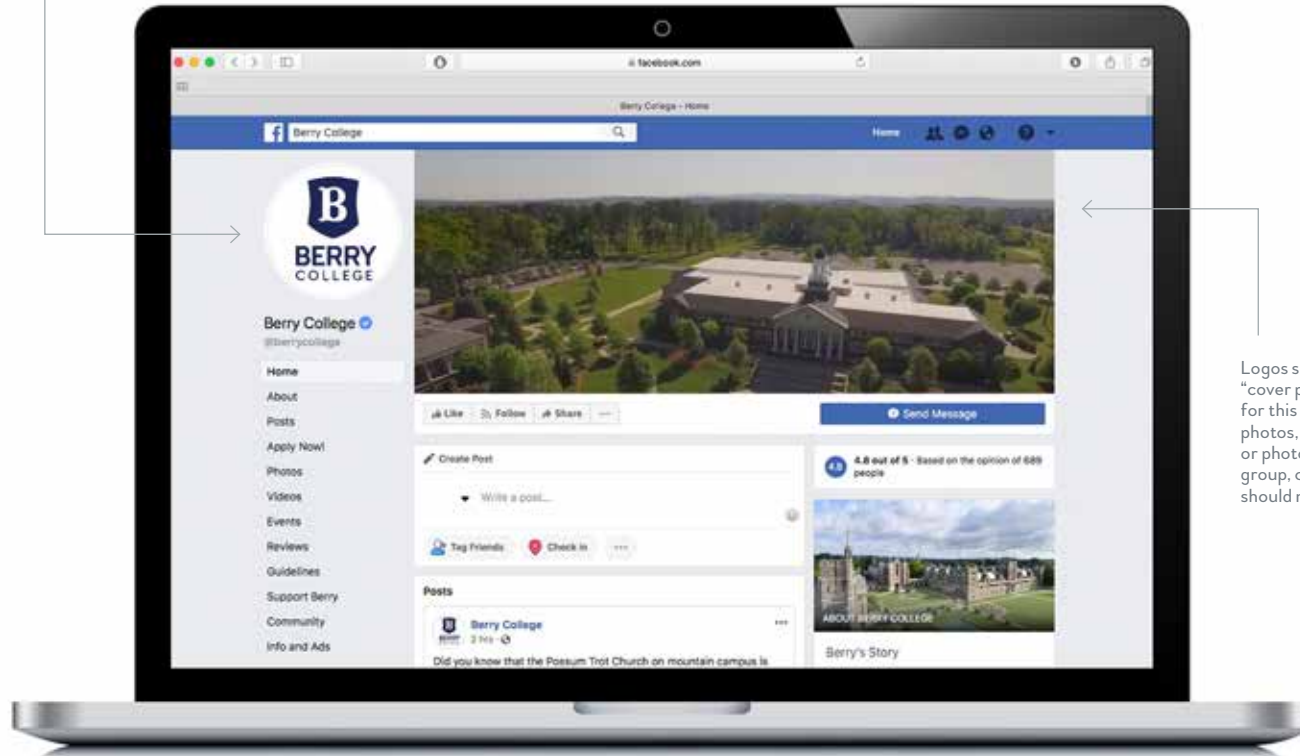 facebook.com
Berry College - Home
f Berry College
Home
B
BERRY
COLLEGE
Berry College
@berrycollege
Home
About
Posts
Apply Now!
Photos
Videos
Events
Reviews
Guidelines
Support Berry
Community
Info and Ads
Like Follow Share
Send Message
Create Post
Write a post...
Tag Friends Check in
4.8 4.8 out of 5 · Based on the opinion of 689
people
ABOUT BERRY COLLEGE
Berry's Story
Posts
B
BERRY
Berry College
2 hrs
Did you know that the Possum Trot Church on mountain campus is
Logos s
“cover p
for this
photos,
or phot
group, 
should